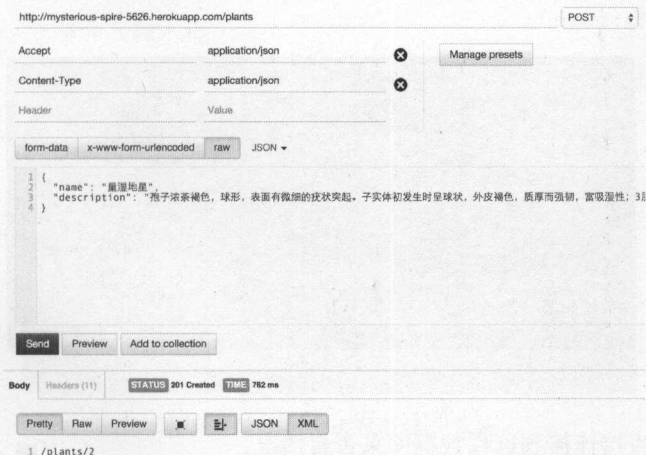 http://mysterious-spire-5626.herokuapp.com/plants POST
Accept application/json Manage presets
Content-Type application/json
Header Value
form-data x-www-form-urlencoded raw JSON
1 {
2 "name": "量湿地星",
3 "description": "孢子浓茶褐色，球形，表面有微细的疣状突起。子实体初发生时呈球状，外皮褐色，质厚而强韧，富吸湿性；3层
4 }
Send Preview Add to collection
Body Headers (11) STATUS 201 Created TIME 762 ms
Pretty Raw Preview JSON XML
1 /plants/2